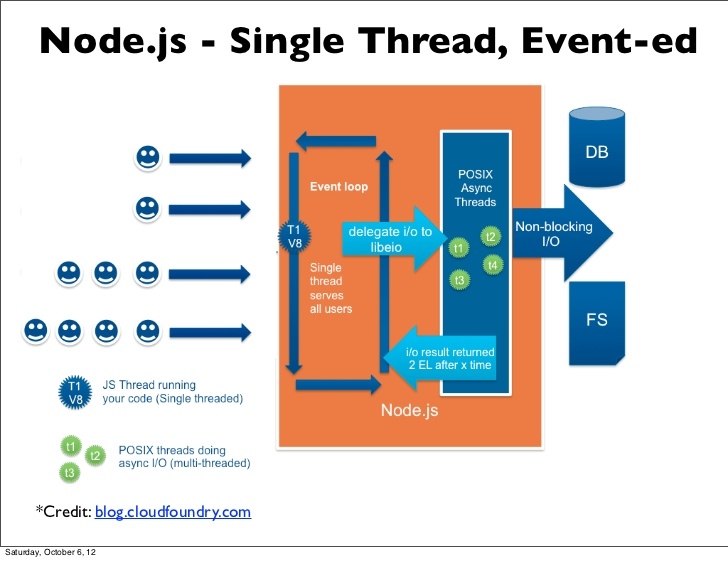 Node.js - Single Thread, Event-ed
DB
POSIX
Async
Threads
Event loop
T1
V8
delegate i/o to
libeio
t1
t2
t3
t4
Non-blocking
I/O
Single
thread
serves
all users
FS
i/o result returned
2 EL after x time
Node.js
T1
V8
JS Thread running
your code (Single threaded)
t1
t2
t3
POSIX threads doing
async I/O (multi-threaded)
*Credit: blog.cloudfoundry.com
Saturday, October 6, 12